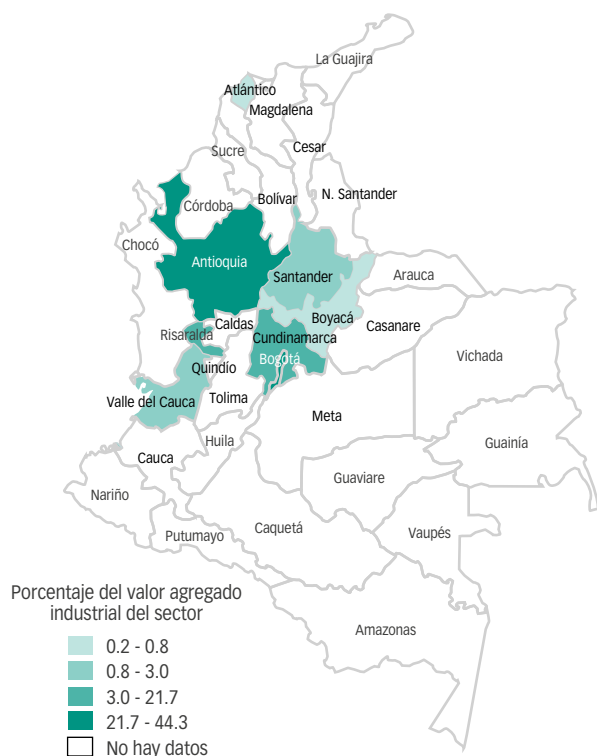 La Guajira
Atlántico
Magdalena
Cesar
Sucre
N. Santander
Bolívar
Córdoba
Chocó
Antioquia
Santander
Arauca
Boyacá
Caldas
Casanare
Risaralda
Cundinamarca
Vichada
Bogotá
Quindío
Valle del Cauca
Tolima
Meta
Huila
Guainía
Cauca
Guaviare
Nariño
Caquetá
Vaupés
Putumayo
Amazonas
Porcentaje del valor agregado
industrial del sector
0.2 - 0.8
0.8 - 3.0
3.0 - 21.7
21.7 - 44.3
No hay datos